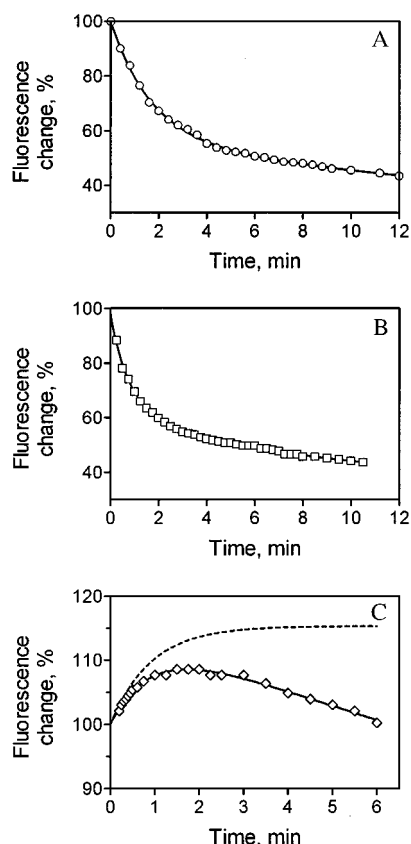 A
Fluorescence
change, %
100
80
60
40
0 2 4 6 8 10 12
Time, min
B
Fluorescence
change, %
100
80
60
40
0 2 4 6 8 10 12
Time, min
C
Fluorescence
change, %
120
110
100
90
0 1 2 3 4 5 6
Time, min